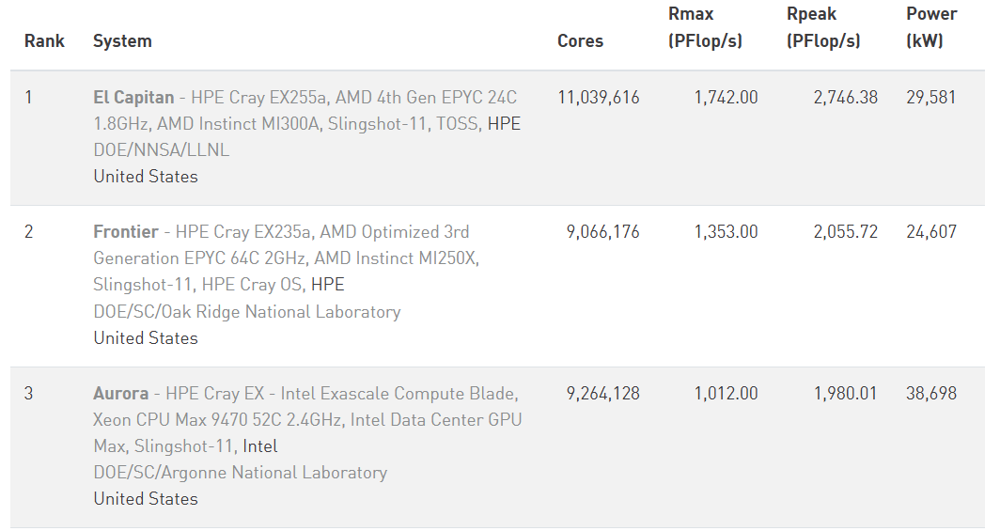 Rank System Cores Rmax (PFlop/s) Rpeak (PFlop/s) Power (kW)
1 El Capitan - HPE Cray EX255a, AMD 4th Gen EPYC 24C 11,039,616 1,742.00 2,746.38 29,581
1.8GHz, AMD Instinct MI300A, Slingshot-11, TOSS, HPE
DOE/NNSA/LLNL
United States
2 Frontier - HPE Cray EX235a, AMD Optimized 3rd 9,066,176 1,353.00 2,055.72 24,607
Generation EPYC 64C 2GHz, AMD Instinct MI250X,
Slingshot-11, HPE Cray OS, HPE
DOE/SC/Oak Ridge National Laboratory
United States
3 Aurora - HPE Cray EX - Intel Exascale Compute Blade, 9,264,128 1,012.00 1,980.01 38,698
Xeon CPU Max 9470 52C 2.4GHz, Intel Data Center GPU
Max, Slingshot-11, Intel
DOE/SC/Argonne National Laboratory
United States